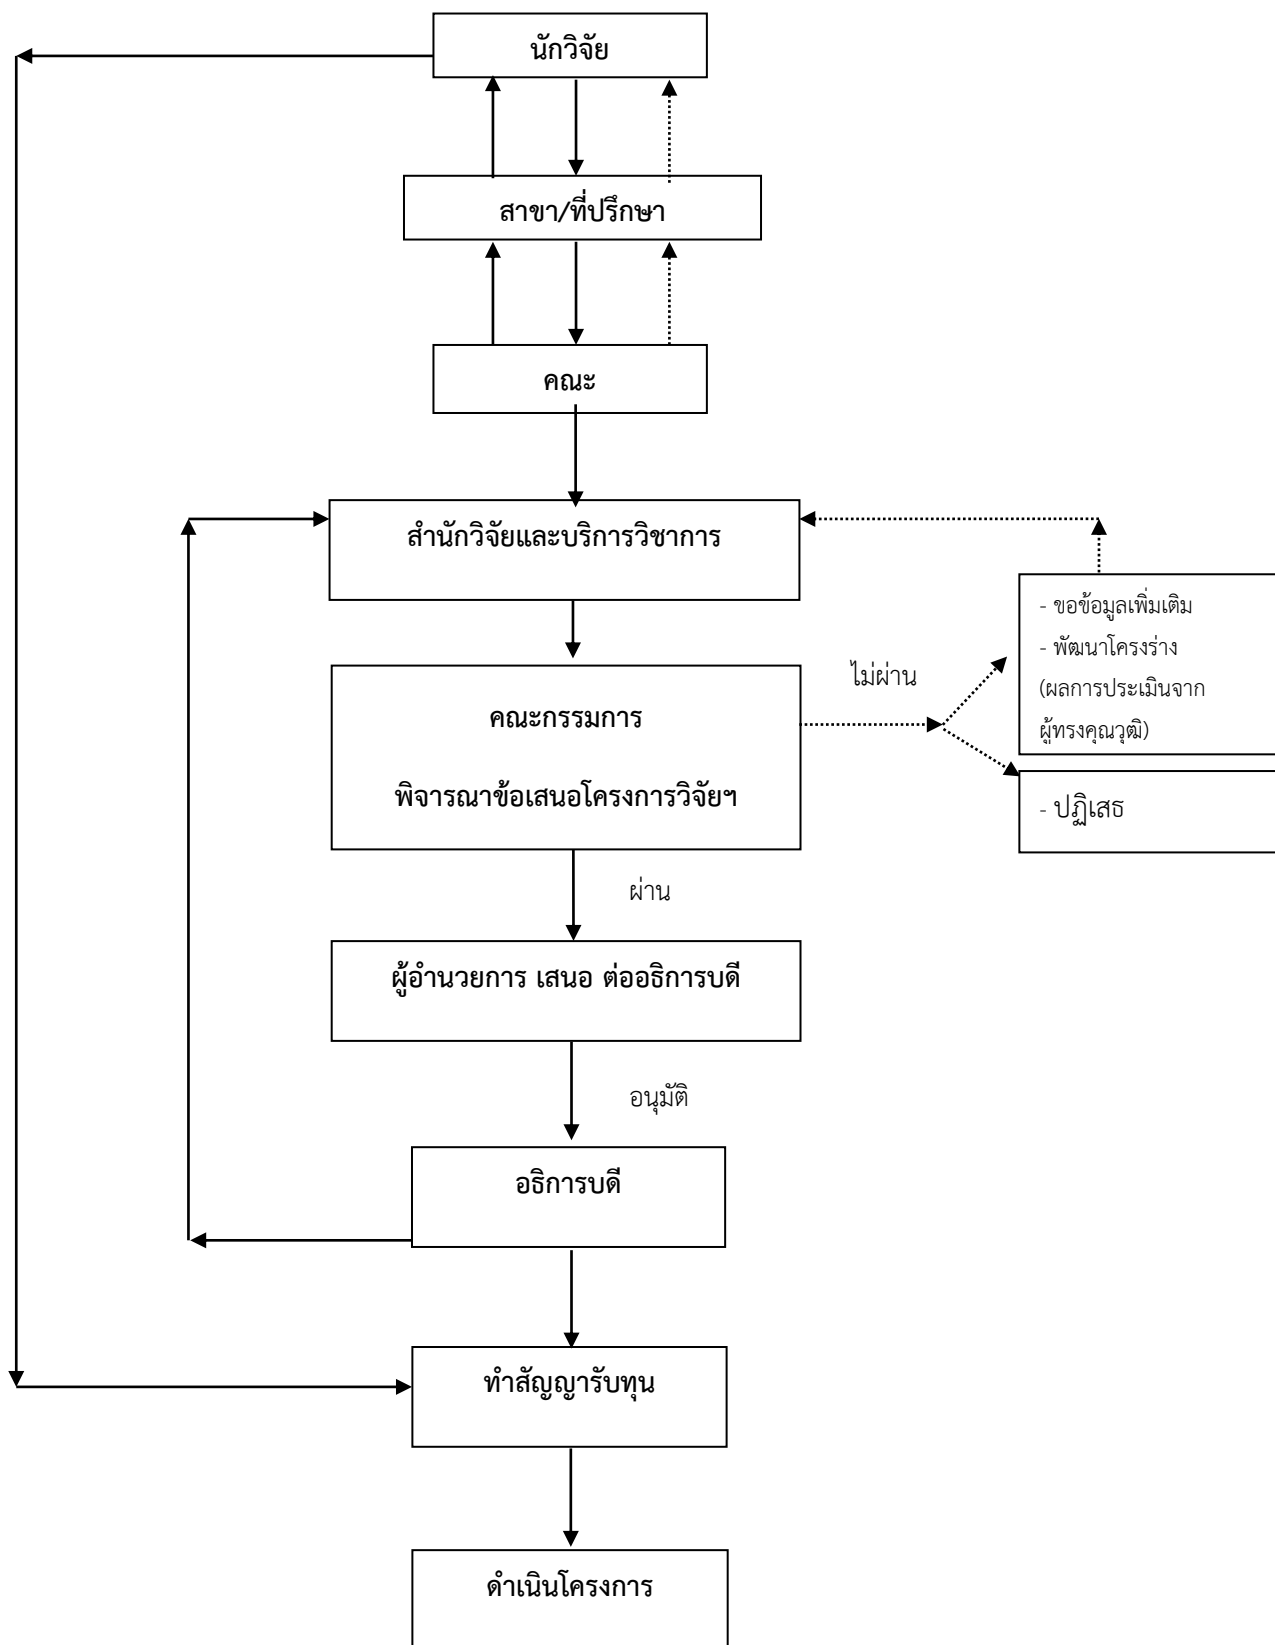 นักวิจัย
สาขา/ที่ปรึกษา
คณะ
สำนักวิจัยและบริการวิชาการ
- ขอข้อมูลเพิ่มเติม
- พัฒนาโครงร่าง
(ผลการประเมินจาก
ผู้ทรงคุณวุฒิ)
ไม่ผ่าน
คณะกรรมการ
พิจารณาข้อเสนอโครงการวิจัยฯ
- ปฏิเสธ
ผ่าน
ผู้อำนวยการ เสนอ ต่ออธิการบดี
อนุมัติ
อธิการบดี
ทำสัญญารับทุน
ดำเนินโครงการ